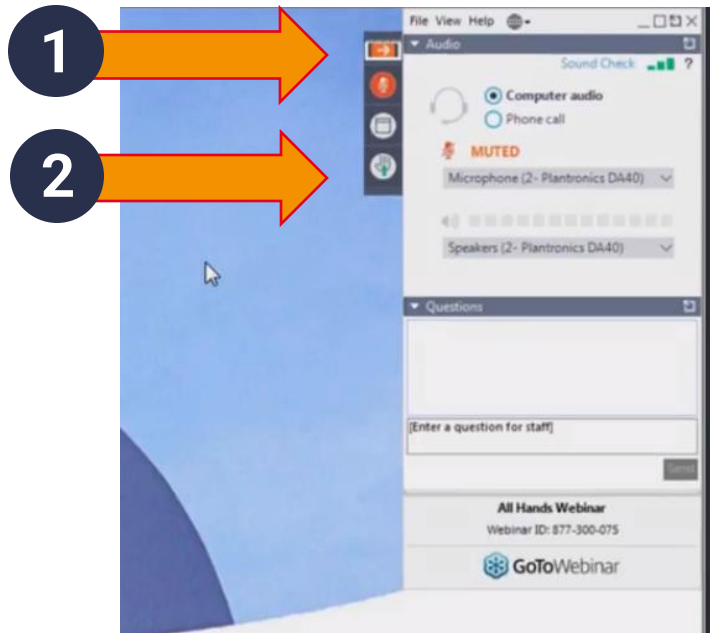 1
2
File View Help
Audio
Sound Check ?
Computer audio
Phone call
MUTED
Microphone (2- Plantronics DA40)
Speakers (2- Plantronics DA40)
Questions
[Enter a question for staff]
Send
All Hands Webinar
Webinar ID: 877-300-075
GoToWebinar